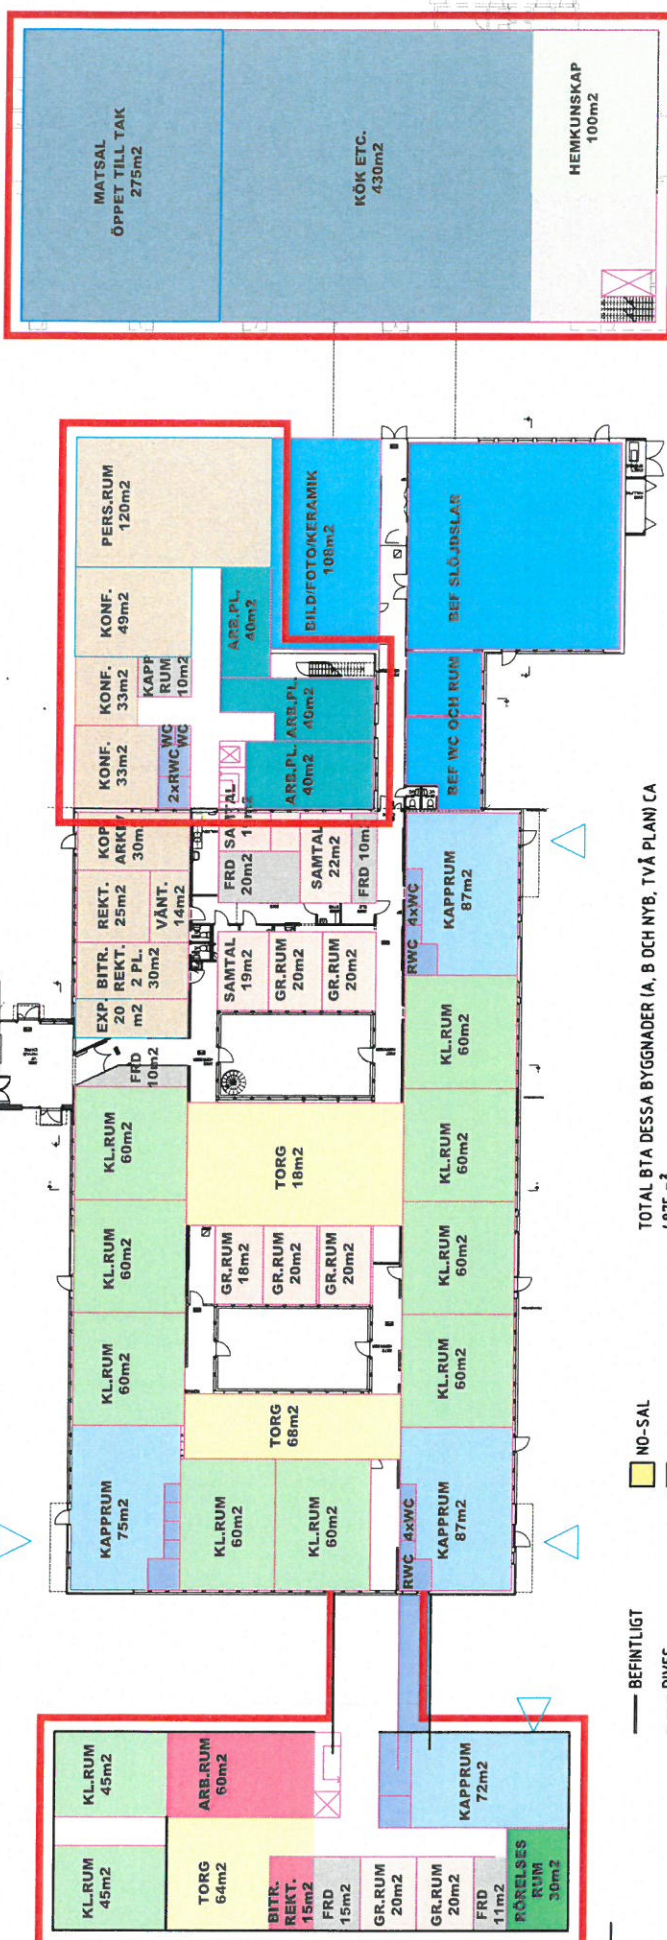 MATSAL
ÖPPET TILL TAK
275m2
KÖK ETC.
430m2
HEMKUNSKAP
100m2
PERS.RUM
120m2
KONF.
49m2
KONF.
33m2
KAPP
RUM
10m2
KONF.
33m2
2xRWC
WC
WC
ARB.PL.
40m2
ARB.PL.
40m2
ARB.PL.
40m2
BILD/FOTO/KERAMIK
108m2
BEF SLÖJDSLAR
BEF WC OCH RUM
KOP
ARKIV
30m
REKT.
25m2
VÄNT.
14m2
BITR.
REKT.
2 PL.
30m2
EXP.
20
m2
FRD
10m2
SAMTAL
FRD
20m2
SAMTAL
22m2
FRD 10m2
SAMTAL
19m2
GR.RUM
20m2
GR.RUM
20m2
KAPPRUM
87m2
RWC 4xWC
KL.RUM
60m2
KL.RUM
60m2
KL.RUM
60m2
KL.RUM
60m2
TORG
18m2
KL.RUM
60m2
KL.RUM
60m2
KL.RUM
60m2
GR.RUM
18m2
GR.RUM
20m2
GR.RUM
20m2
TORG
68m2
KAPPRUM
75m2
KL.RUM
60m2
KL.RUM
60m2
RWC 4xWC
KAPPRUM
87m2
KL.RUM
45m2
ARB.RUM
60m2
KAPPRUM
72m2
KL.RUM
45m2
TORG
64m2
BITR.
REKT.
15m2
FRD
15m2
GR.RUM
20m2
GR.RUM
20m2
FRD
11m2
RÖRELSES
RUM
30m2
BEFINTLIGT
NO-SAL
TOTAL BTA DESSA BYGGNADER (A, B OCH NYB, TVÅ PLAN) CA